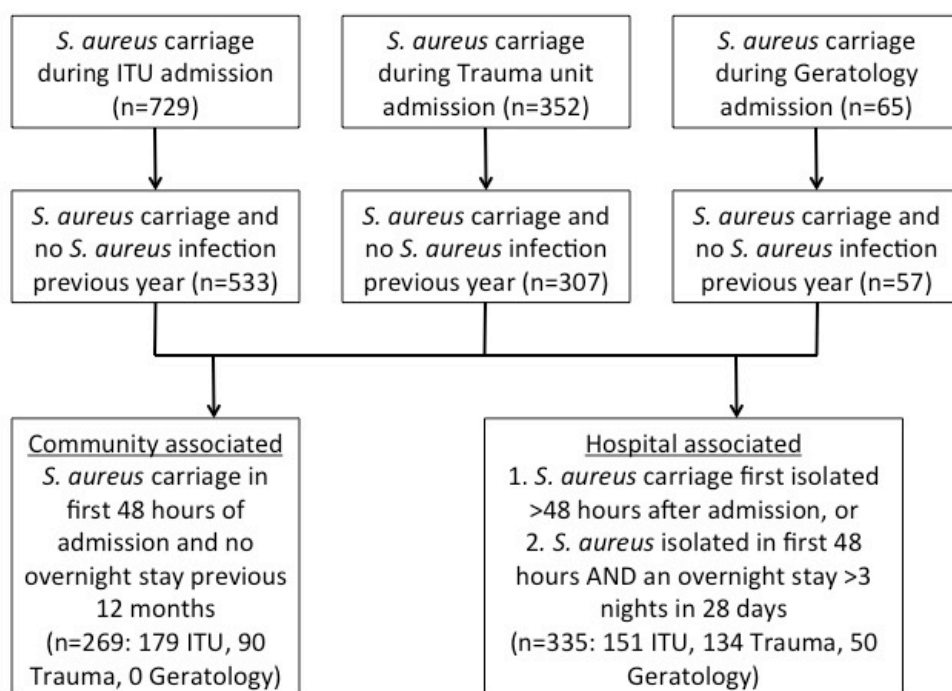 S. aureus carriage
during ITU admission
(n=729)
S. aureus carriage
during Trauma unit
admission (n=352)
S. aureus carriage
during Geratology
admission (n=65)
S. aureus carriage and
no S. aureus infection
previous year (n=533)
S. aureus carriage and
no S. aureus infection
previous year (n=307)
S. aureus carriage and
no S. aureus infection
previous year (n=57)
Community associated
S. aureus carriage in
first 48 hours of
admission and no
overnight stay previous
12 months
(n=269: 179 ITU, 90
Trauma, 0 Geratology)
Hospital associated
1. S. aureus carriage first isolated
>48 hours after admission, or
2. S. aureus isolated in first 48
hours AND an overnight stay >3
nights in 28 days
(n=335: 151 ITU, 134 Trauma, 50
Geratology)